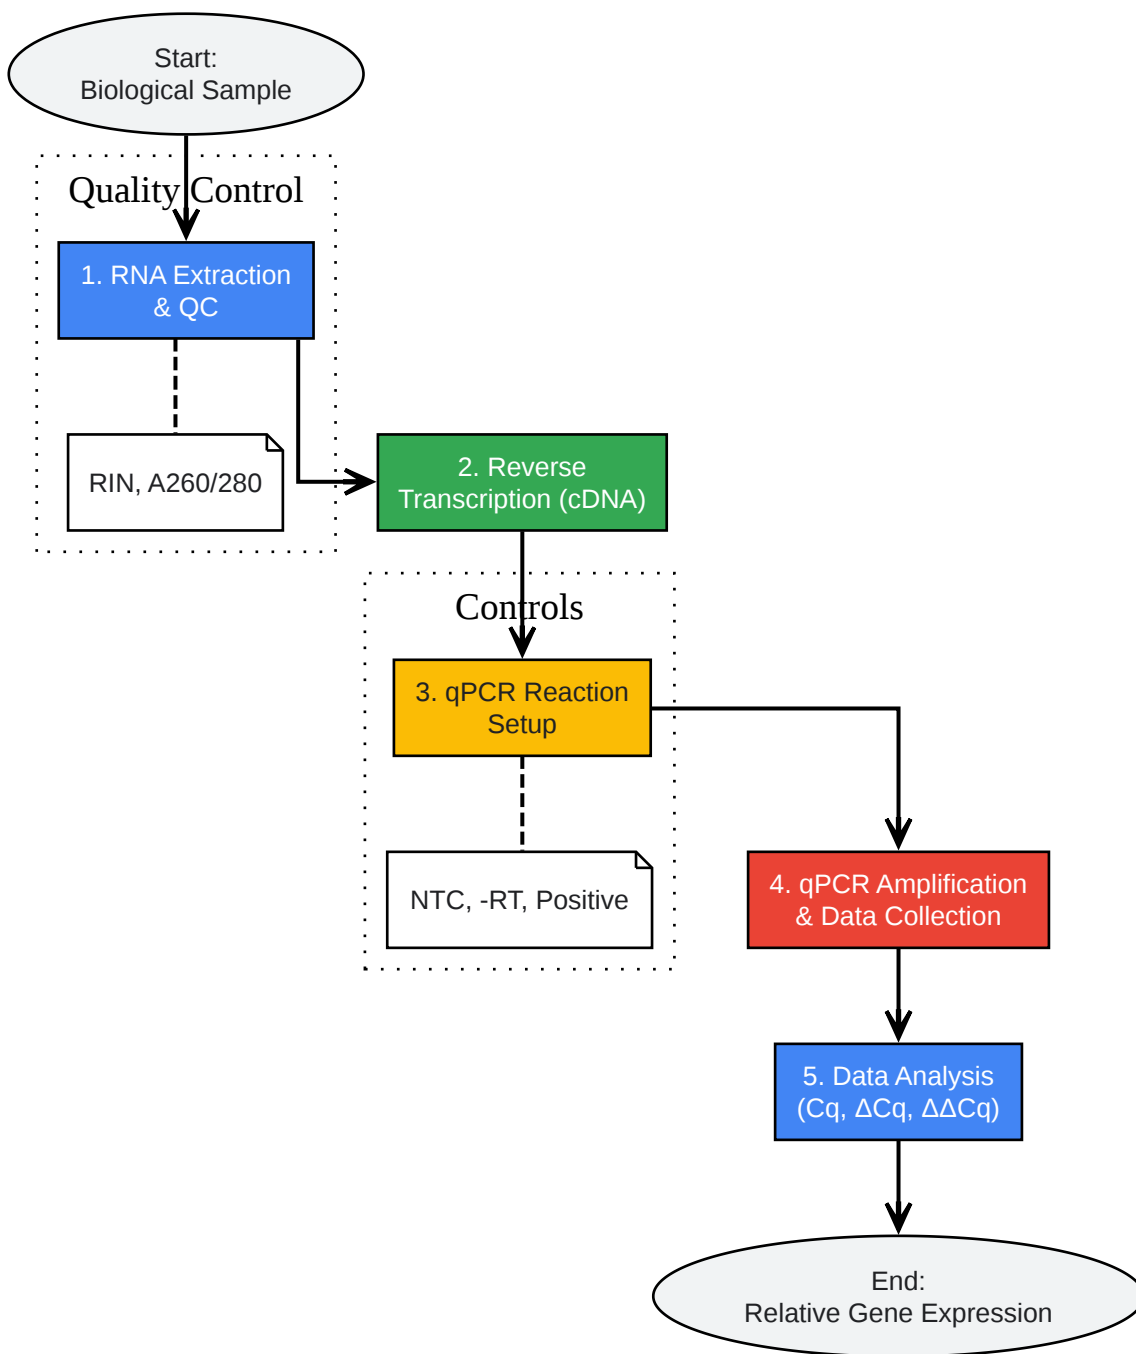 Start:
Biological Sample
Quality Control
1. RNA Extraction
& QC
RIN, A260/280
2. Reverse
Transcription (cDNA)
Controls
3. qPCR Reaction
Setup
NTC, -RT, Positive
4. qPCR Amplification
& Data Collection
5. Data Analysis
(Cq, ΔCq, ΔΔCq)
End:
Relative Gene Expression